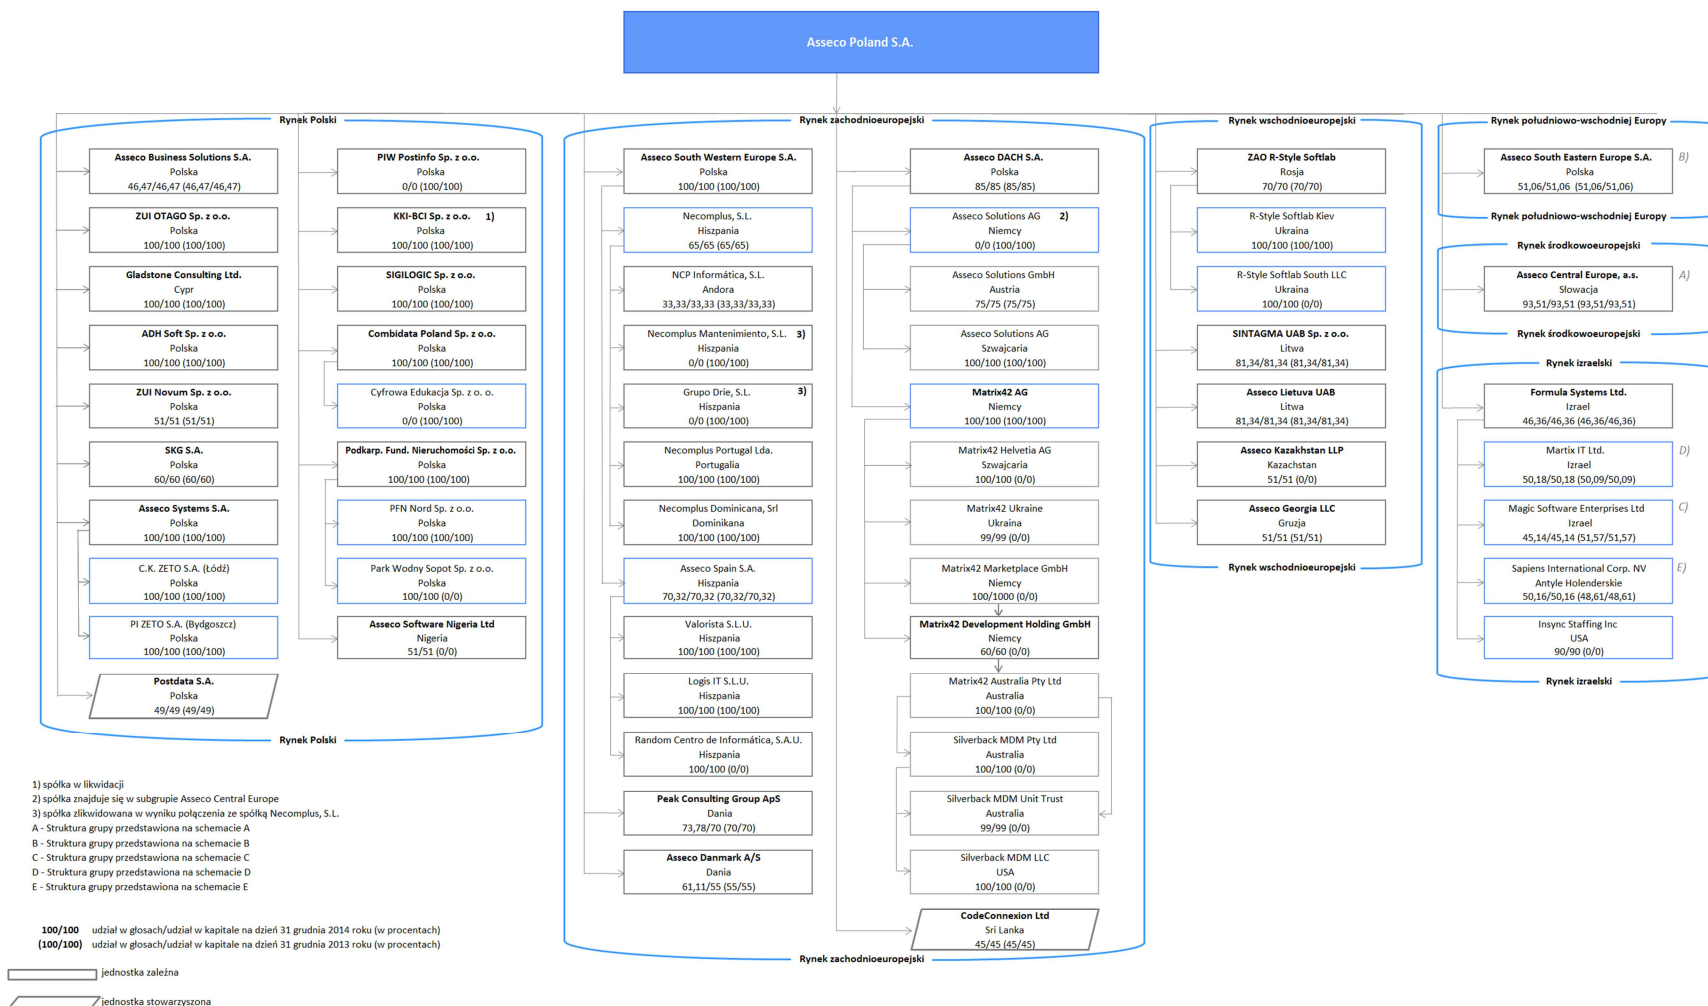 Asseco Poland S.A.
Rynek Polski
Asseco Business Solutions S.A.
Polska
46,47/46,47 (46,47/46,47)
ZUI OTAGO Sp. z o.o.
Polska
100/100 (100/100)
Gladstone Consulting Ltd.
Cypr
100/100 (100/100)
ADH Soft Sp. z o.o.
Polska
100/100 (100/100)
ZUI Novum Sp. z o.o.
Polska
51/51 (51/51)
SKG S.A.
Polska
60/60 (60/60)
Asseco Systems S.A.
Polska
100/100 (100/100)
C.K. ZETO S.A. (Łódź)
Polska
100/100 (100/100)
PI ZETO S.A. (Bydgoszcz)
Polska
100/100 (100/100)
Postdata S.A.
Polska
49/49 (49/49)
PIW Postinfo Sp. z o.o.
Polska
0/0 (100/100)
KKI-BCI Sp. z o.o. 1)
Polska
100/100 (100/100)
SIGILOGIC Sp. z o.o.
Polska
100/100 (100/100)
Combidata Poland Sp. z o.o.
Polska
100/100 (100/100)
Cyfrowa Edukacja Sp. z o. o.
Polska
0/0 (100/100)
Podkarp. Fund. Nieruchomości Sp. z o.o.
Polska
100/100 (100/100)
PFN Nord Sp. z o.o.
Polska
100/100 (100/100)
Park Wodny Sopot Sp. z o.o.
Polska
100/100 (0/0)
Asseco Software Nigeria Ltd
Nigeria
51/51 (0/0)
Rynek Polski
Rynek zachodnioeuropejski
Asseco South Western Europe S.A.
Polska
100/100 (100/100)
Necomplus, S.L.
Hiszpania
65/65 (65/65)
NCP Informática, S.L.
Andora
33,33/33,33 (33,33/33,33)
Necomplus Mantenimiento, S.L. 3)
Hiszpania
0/0 (100/100)
Grupo Drie, S.L. 3)
Hiszpania
0/0 (100/100)
Necomplus Portugal Lda.
Portugalia
100/100 (100/100)
Necomplus Dominicana, Srl
Dominikana
100/100 (100/100)
Asseco Spain S.A.
Hiszpania
70,32/70,32 (70,32/70,32)
Valorista S.L.U.
Hiszpania
100/100 (100/100)
Logis IT S.L.U.
Hiszpania
100/100 (100/100)
Random Centro de Informática, S.A.U.
Hiszpania
100/100 (0/0)
Peak Consulting Group ApS
Dania
73,78/70 (70/70)
Asseco Danmark A/S
Dania
61,11/55 (55/55)
Asseco DACH S.A.
Polska
85/85 (85/85)
Asseco Solutions AG 2)
Niemcy
0/0 (100/100)
Asseco Solutions GmbH
Austria
75/75 (75/75)
Asseco Solutions AG
Szwajcaria
100/100 (100/100)
Matrix42 AG
Niemcy
100/100 (100/100)
Matrix42 Helvetia AG
Szwajcaria
100/100 (0/0)
Matrix42 Ukraine
Ukraina
99/99 (0/0)
Matrix42 Marketplace GmbH
Niemcy
100/1000 (0/0)
Matrix42 Development Holding GmbH
Niemcy
60/60 (0/0)
Matrix42 Australia Pty Ltd
Australia
100/100 (0/0)
Silverback MDM Pty Ltd
Australia
100/100 (0/0)
Silverback MDM Unit Trust
Australia
99/99 (0/0)
Silverback MDM LLC
USA
100/100 (0/0)
CodeConnexion Ltd
Sri Lanka
45/45 (45/45)
Rynek zachodnioeuropejski
Rynek wschodnioeuropejski
ZAO R-Style Softlab
Rosja
70/70 (70/70)
R-Style Softlab Kiev
Ukraina
100/100 (100/100)
R-Style Softlab South LLC
Ukraina
100/100 (0/0)
SINTAGMA UAB Sp. z o.o.
Litwa
81,34/81,34 (81,34/81,34)
Asseco Lietuva UAB
Litwa
81,34/81,34 (81,34/81,34)
Asseco Kazakhstan LLP
Kazachstan
51/51 (0/0)
Asseco Georgia LLC
Gruzja
51/51 (51/51)
Rynek wschodnioeuropejski
Rynek południowo-wschodniej Europy
Asseco South Eastern Europe S.A. B)
Polska
51,06/51,06 (51,06/51,06)
Rynek południowo-wschodniej Europy
Rynek środkowoeuropejski
Asseco Central Europe, a.s. A)
Słowacja
93,51/93,51 (93,51/93,51)
Rynek środkowoeuropejski
Rynek izraelski
Formula Systems Ltd.
Izrael
46,36/46,36 (46,36/46,36)
Martix IT Ltd. D)
Izrael
50,18/50,18 (50,09/50,09)
Magic Software Enterprises Ltd C)
Izrael
45,14/45,14 (51,57/51,57)
Sapiens International Corp. NV E)
Antyle Holenderskie
50,16/50,16 (48,61/48,61)
Insync Staffing Inc
USA
90/90 (0/0)
Rynek izraelski
1) spółka w likwidacji
2) spółka znajduje się w subgrupie Asseco Central Europe
3) spółka zlikwidowana w wyniku połączenia ze spółką Necomplus, S.L.
A - Struktura grupy przedstawiona na schemacie A
B - Struktura grupy przedstawiona na schemacie B
C - Struktura grupy przedstawiona na schemacie C
D - Struktura grupy przedstawiona na schemacie D
E - Struktura grupy przedstawiona na schemacie E
100/100 udział w głosach/udział w kapitale na dzień 31 grudnia 2014 roku (w procentach)
(100/100) udział w głosach/udział w kapitale na dzień 31 grudnia 2013 roku (w procentach)
jednostka zależna
jednostka stowarzyszona